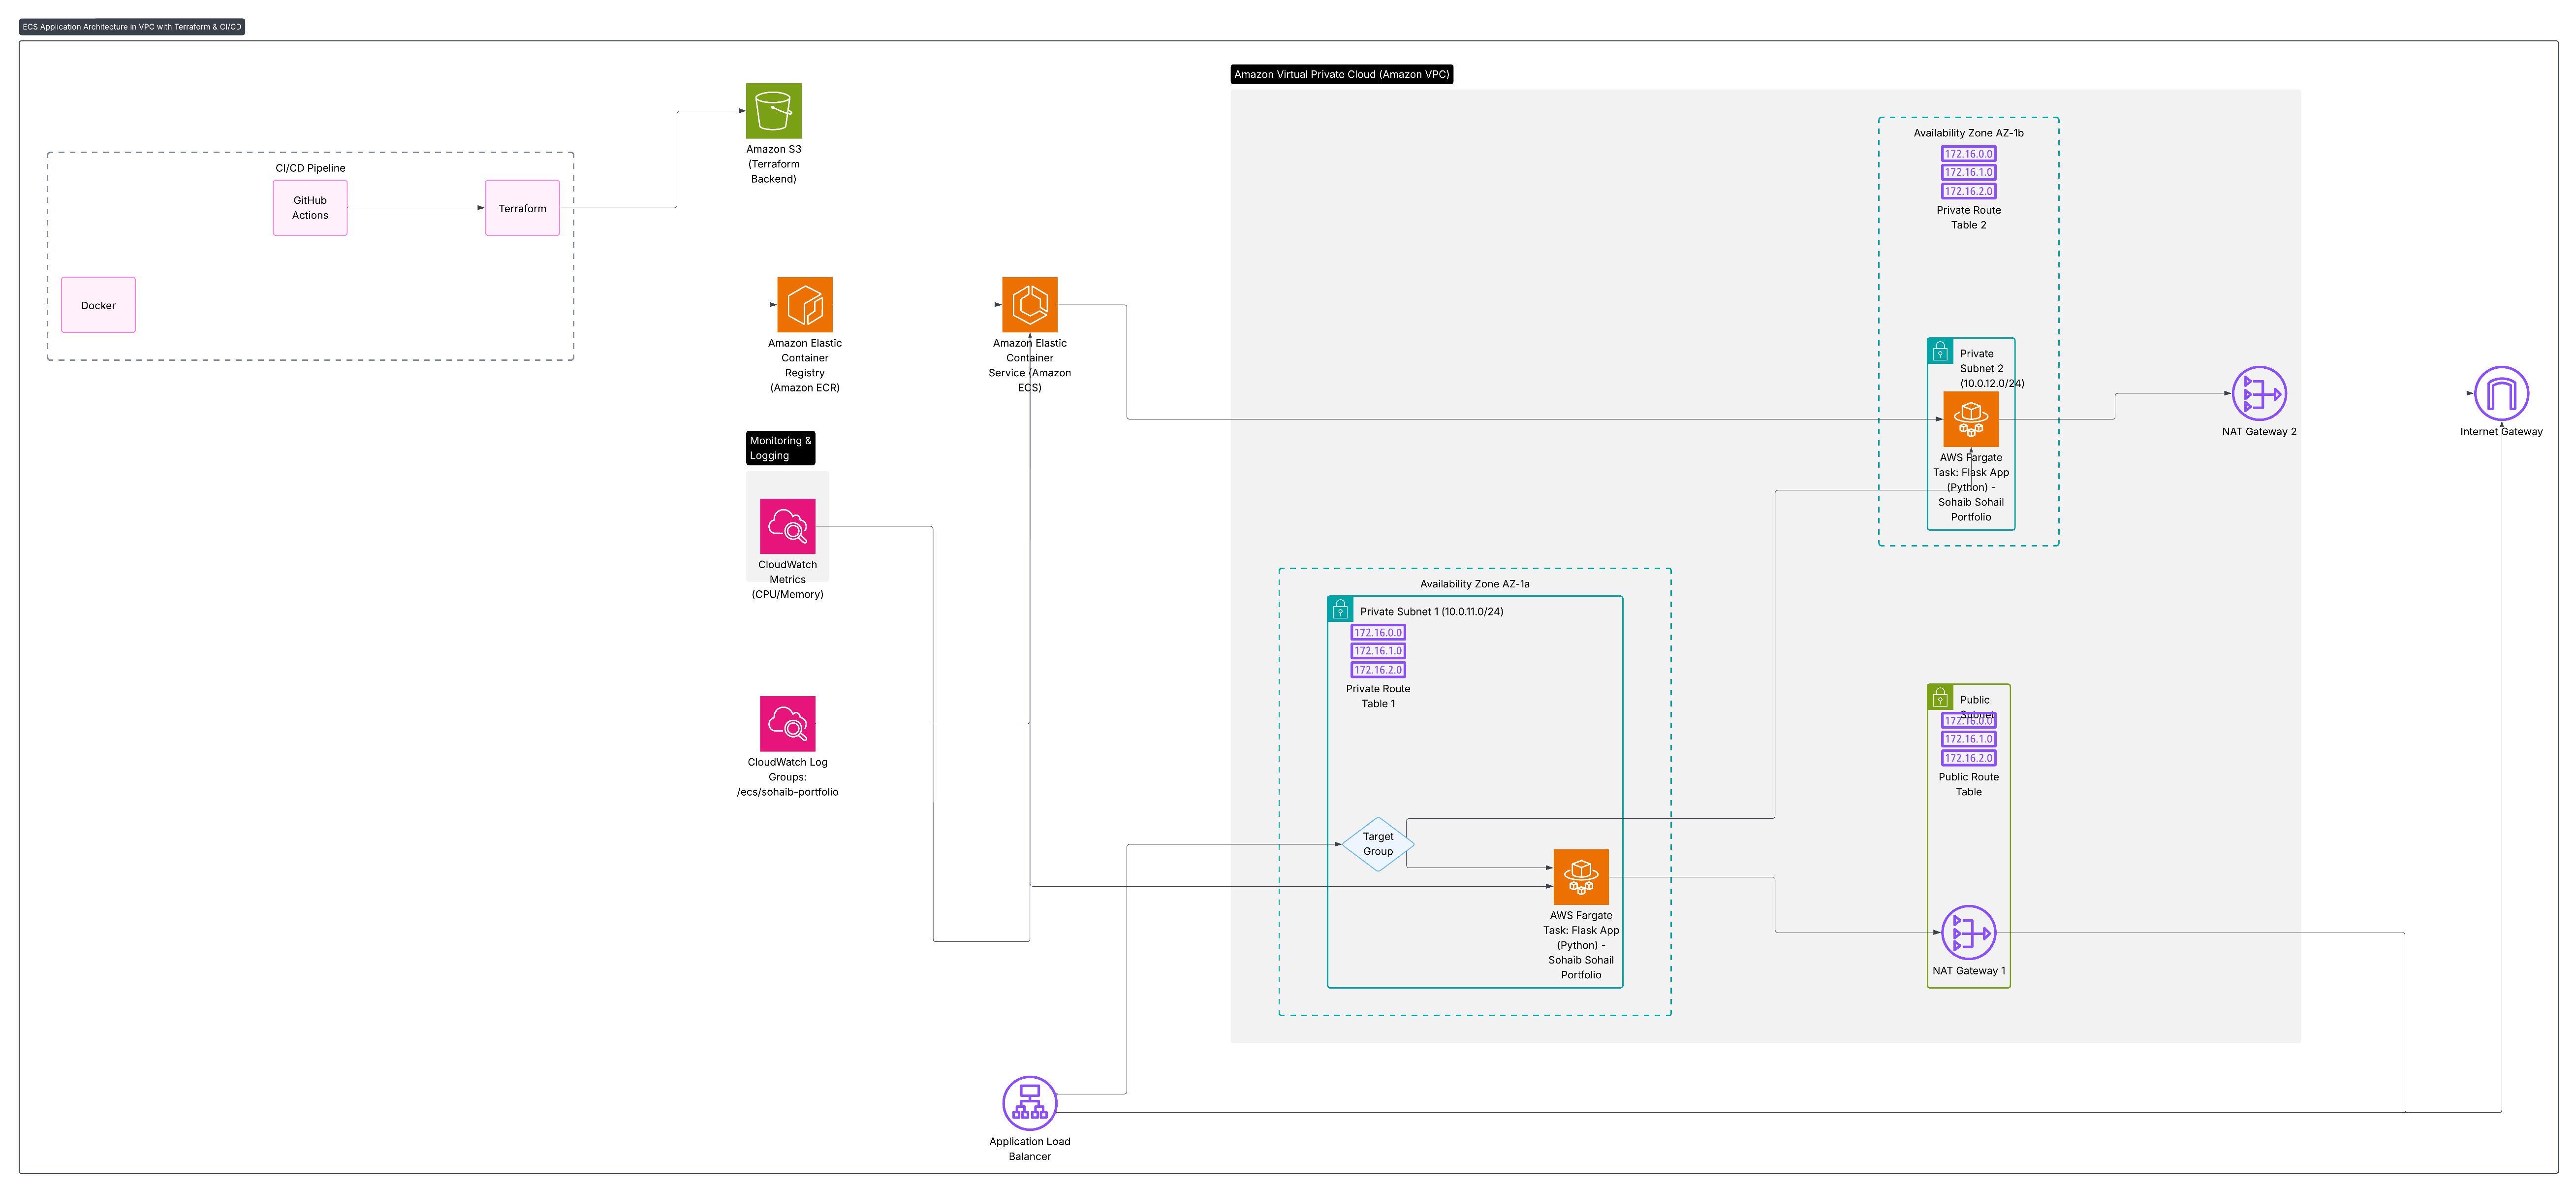 ECS Application Architecture in VPC with Terraform & CI/CD
Amazon Virtual Private Cloud (Amazon VPC)
CI/CD Pipeline
GitHub
Actions
Terraform
Docker
Amazon S3
(Terraform
Backend)
Amazon Elastic
Container
Registry
(Amazon ECR)
Amazon Elastic
Container
Service (Amazon
ECS)
Monitoring &
Logging
CloudWatch
Metrics
(CPU/Memory)
CloudWatch Log
Groups:
/ecs/sohaib-portfolio
Application Load
Balancer
Availability Zone AZ-1b
172.16.0.0
172.16.1.0
172.16.2.0
Private Route
Table 2
Private
Subnet 2
(10.0.12.0/24)
AWS Fargate
Task: Flask App
(Python) -
Sohaib Sohail
Portfolio
NAT Gateway 2
Internet Gateway
Availability Zone AZ-1a
Private Subnet 1 (10.0.11.0/24)
172.16.0.0
172.16.1.0
172.16.2.0
Private Route
Table 1
Target
Group
AWS Fargate
Task: Flask App
(Python) -
Sohaib Sohail
Portfolio
Public
Subnet
172.16.0.0
172.16.1.0
172.16.2.0
Public Route
Table
NAT Gateway 1